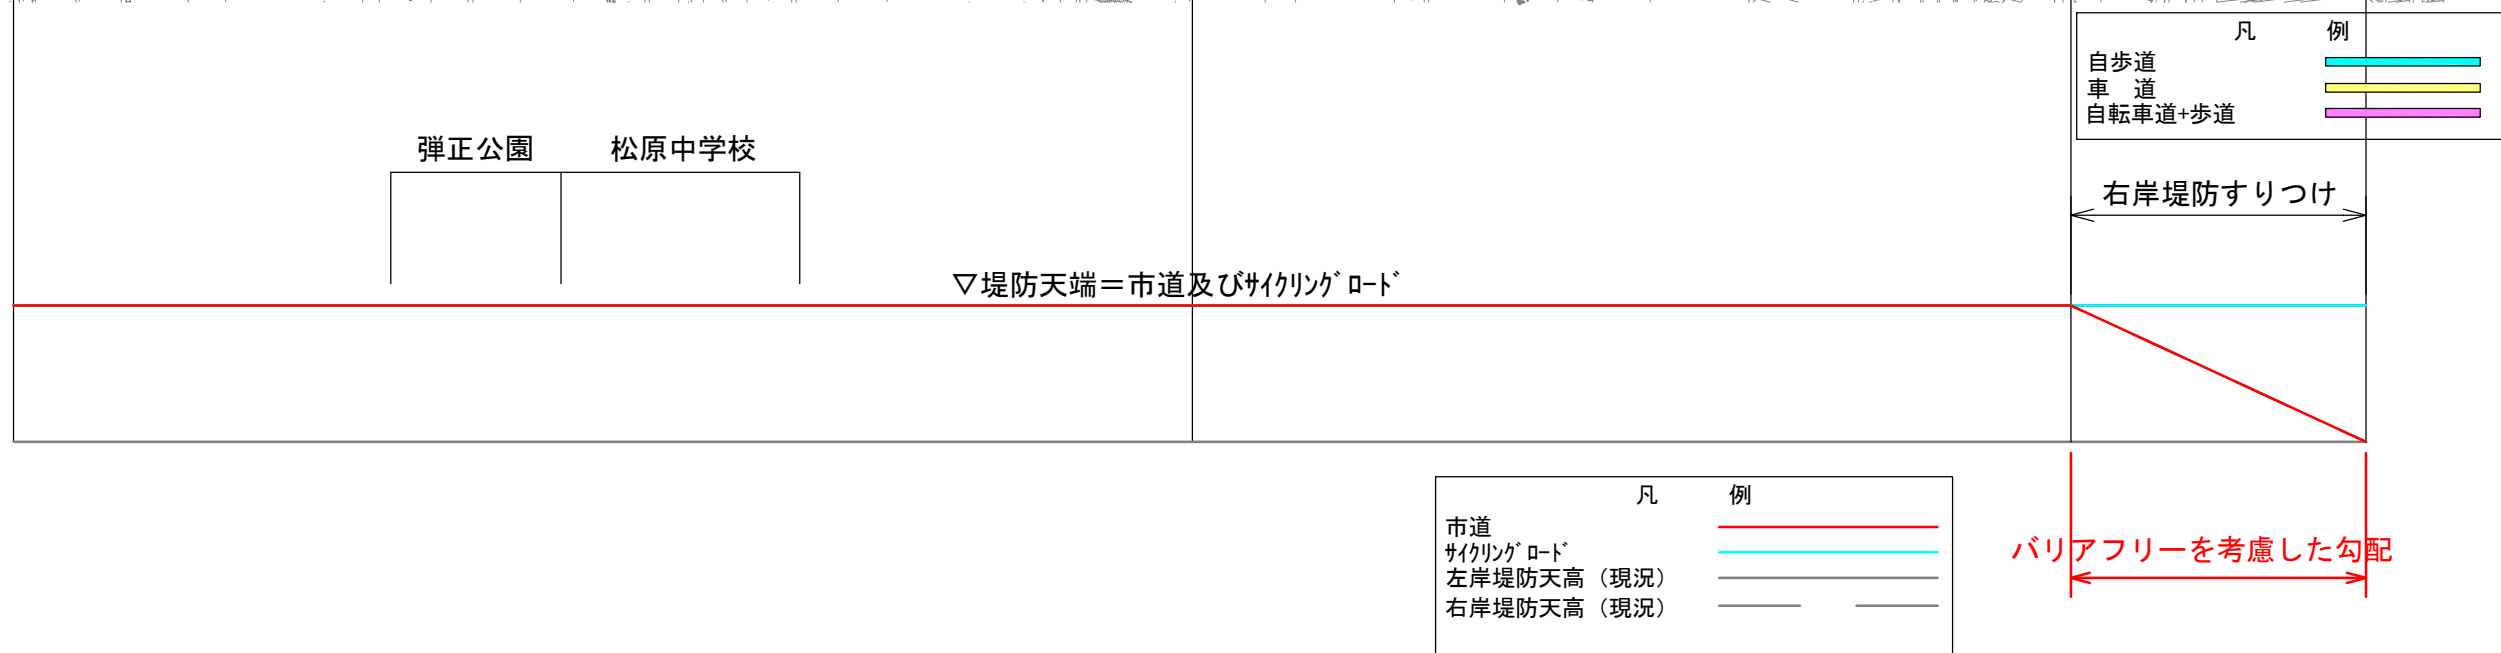 凡 例
自歩道
車 道
自転車道+歩道
弾正公園 松原中学校
右岸堤防すりつけ
▽堤防天端＝市道及びｻｲｸﾘﾝｸﾞﾛｰﾄﾞ
凡 例
市道
ｻｲｸﾘﾝｸﾞﾛｰﾄﾞ
左岸堤防天高（現況）
右岸堤防天高（現況）
バリアフリーを考慮した勾配